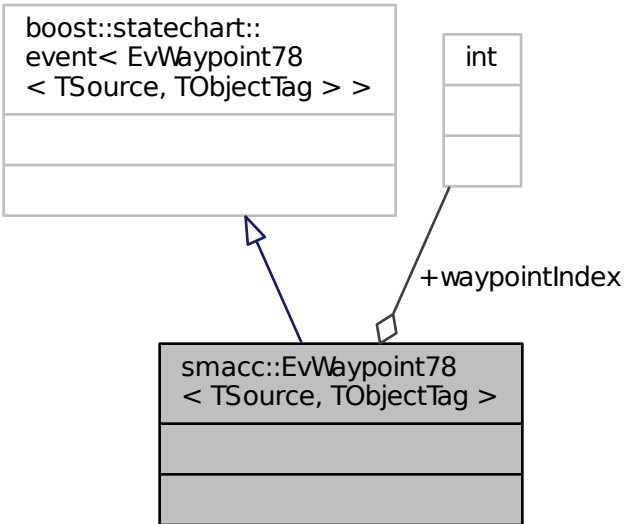 boost::statechart::
event< EvWaypoint78
< TSource, TObjectTag > >
int
+waypointIndex
smacc::EvWaypoint78
< TSource, TObjectTag >